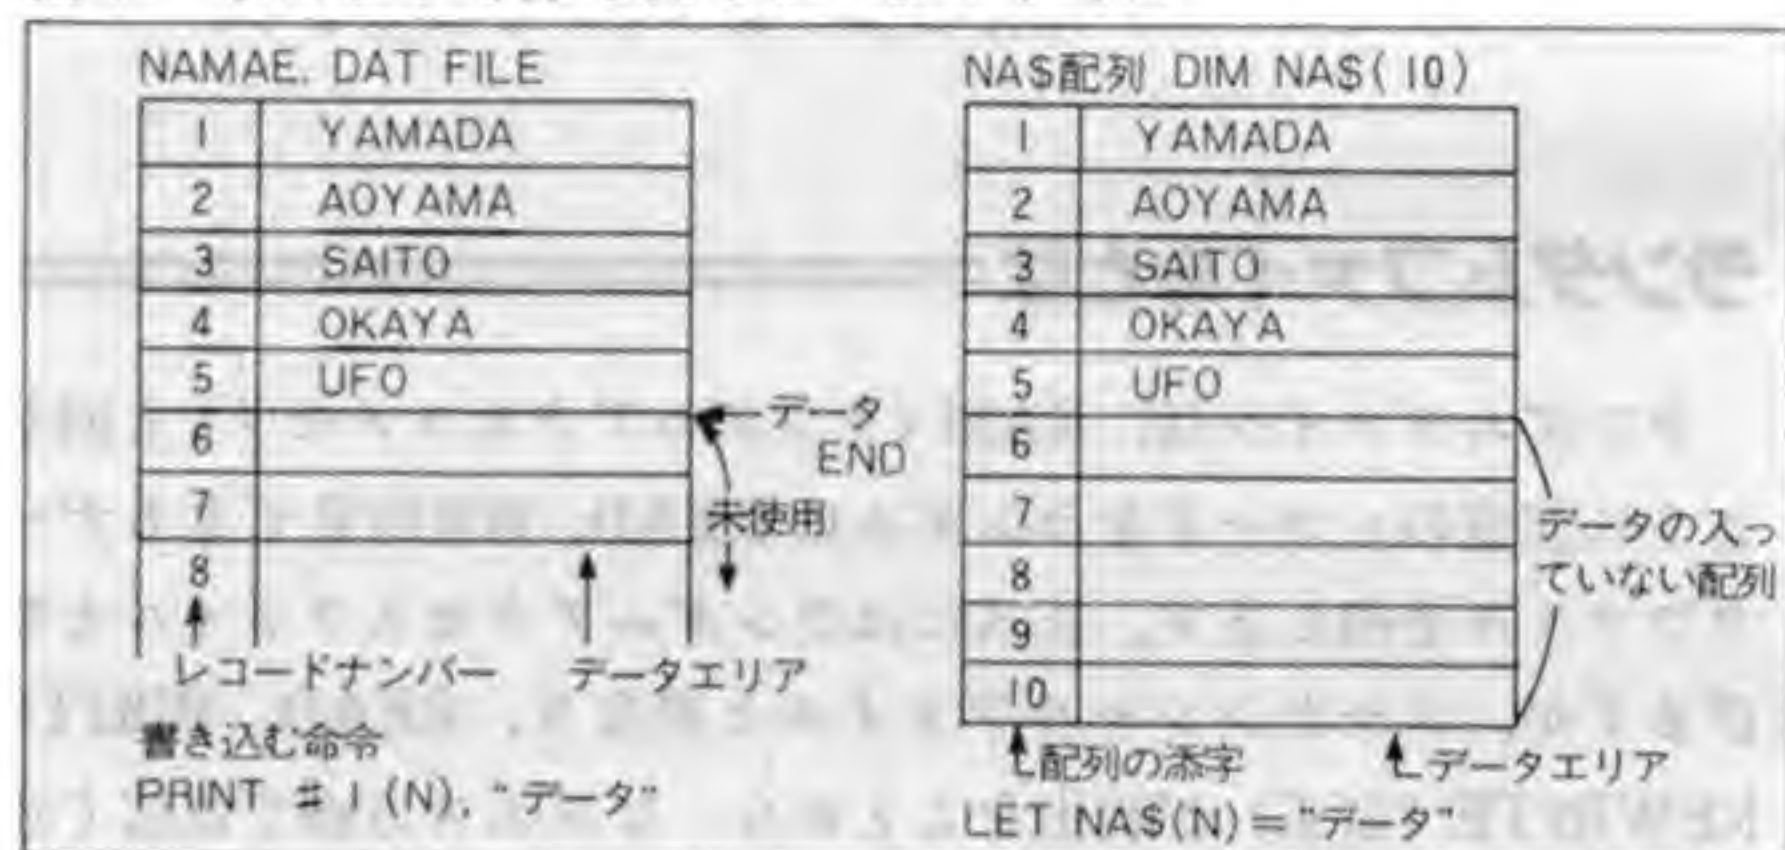 NAMAE. DAT FILE
1 YAMADA
2 AOYAMA
3 SAITO
4 OKAYA
5 UFO
6
7
8
データ
END
未使用
レコードナンバー
データエリア
書き込む命令
PRINT #1 (N), "データ"
NA$配列 DIM NA$(10)
1 YAMADA
2 AOYAMA
3 SAITO
4 OKAYA
5 UFO
6
7
8
9
10
データの入っ
ていない配列
配列の添字
データエリア
LET NA$(N)="データ"